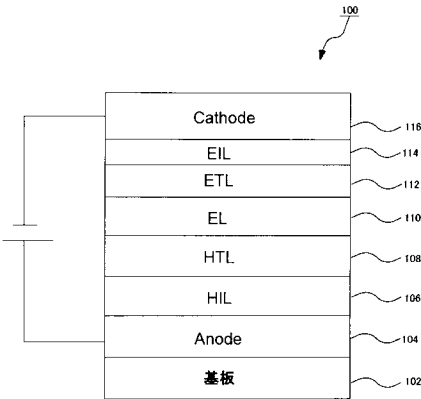 100
Cathode
116
EIL
114
ETL
112
EL
110
HTL
108
HIL
106
Anode
104
基板
102